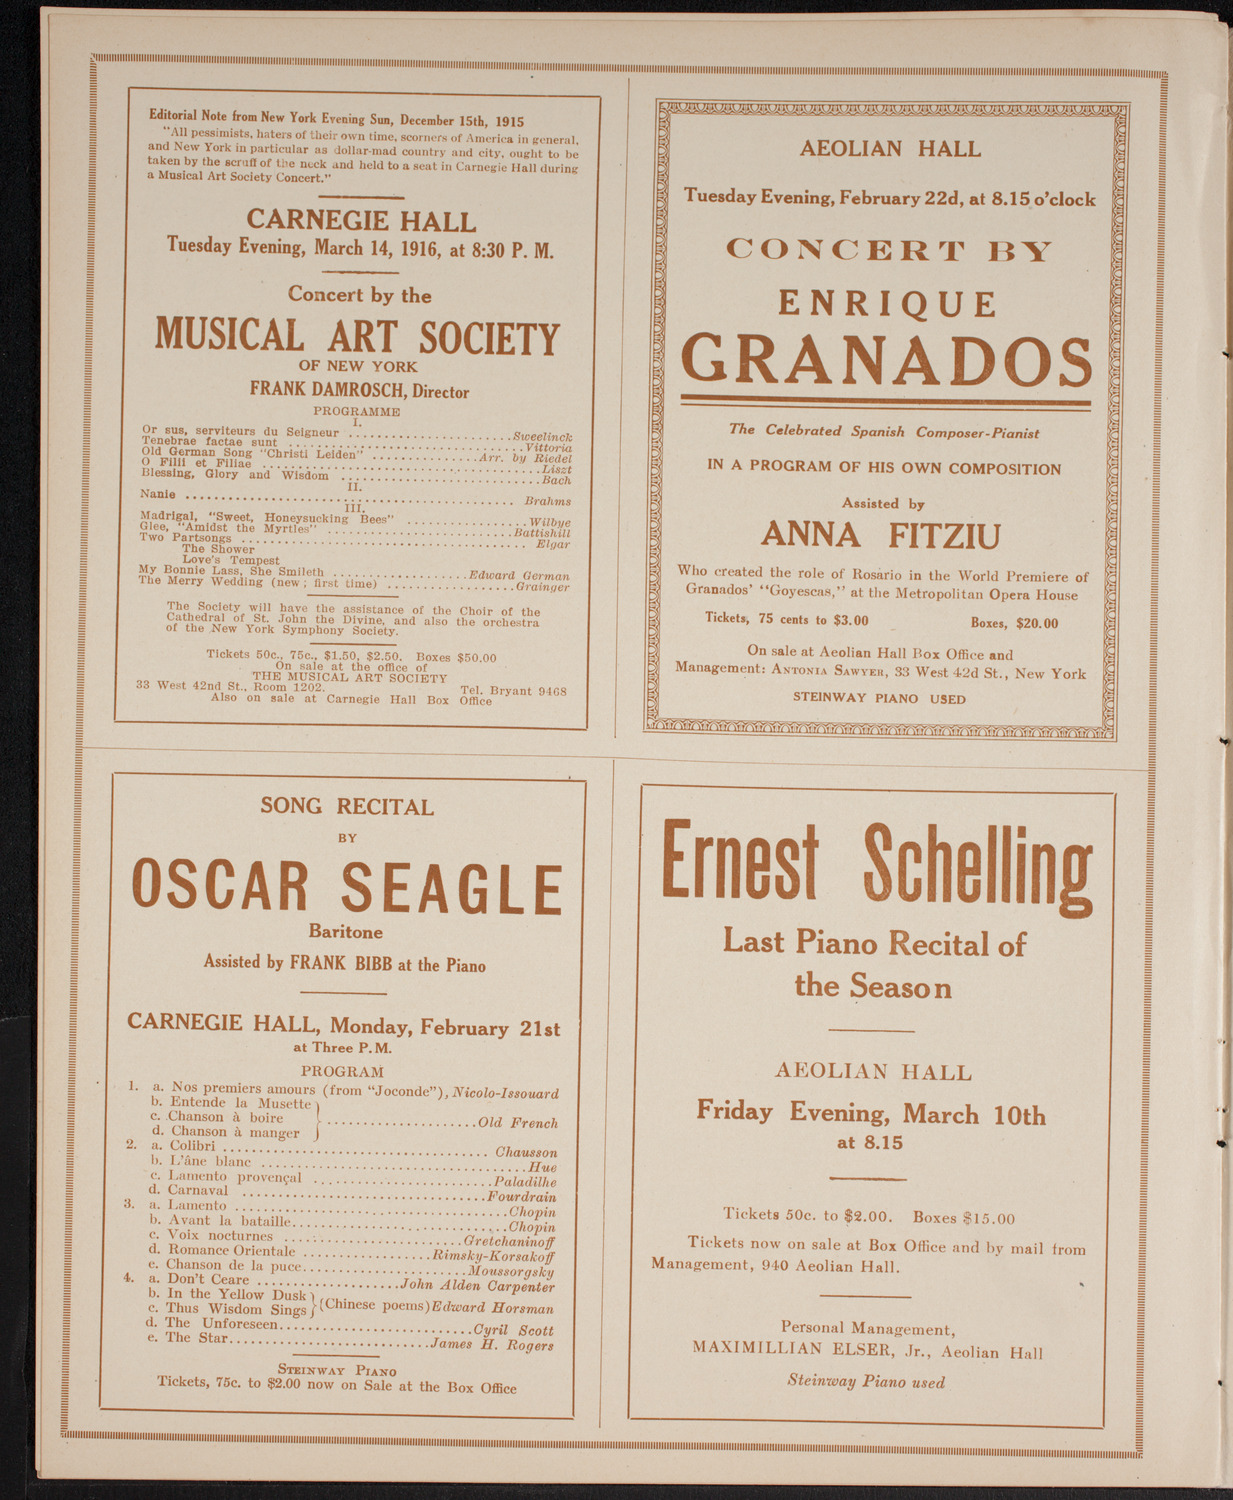 Editorial Note from New York Evening Sun, December 15th, 1915
"All pessimists, haters of their own time, scorners of America in general,
and New York in particular as dollar-mad country and city, ought to be
taken by the scruff of the neck and held to a seat in Carnegie Hall during
a Musical Art Society Concert."
CARNEGIE HALL
Tuesday Evening, March 14, 1916, at 8:30 P. M.
Concert by the
MUSICAL ART SOCIETY
OF NEW YORK
FRANK DAMROSCH, Director
PROGRAMME
I.
Or sus, serviteurs du Seigneur ........................Sweelinck
Tenebrae factae sunt ..................................Vittoria
Old German Song "Christi Leiden" ................Arr. by Riedel
O Filii et Filiae ........................................Liszt
Blessing, Glory and Wisdom .............................Bach
II.
Nanie .............................................. Brahms
III.
Madrigal, "Sweet, Honeysucking Bees" .................Wilbye
Glee, "Amidst the Myrtles" ..........................Battishill
Two Partsongs ........................................ Elgar
The Shower
Love's Tempest
My Bonnie Lass, She Smileth ...................Edward German
The Merry Wedding (new; first time) ..................Grainger
The Society will have the assistance of the Choir of the
Cathedral of St. John the Divine, and also the orchestra
of the New York Symphony Society.
Tickets 50c., 75c., $1.50, $2.50. Boxes $50.00
On sale at the office of
THE MUSICAL ART SOCIETY
33 West 42nd St., Room 1202. Tel. Bryant 9468
Also on sale at Carnegie Hall Box Office
AEOLIAN HALL
Tuesday Evening, February 22d, at 8.15 o'clock
CONCERT BY
ENRIQUE
GRANADOS
The Celebrated Spanish Composer-Pianist
IN A PROGRAM OF HIS OWN COMPOSITION
Assisted by
ANNA FITZIU
Who created the role of Rosario in the World Premiere of
Granados' "Goyescas," at the Metropolitan Opera House
Tickets, 75 cents to $3.00 Boxes, $20.00
On sale at Aeolian Hall Box Office and
Management: ANTONIA SAWYER, 33 West 42d St., New York
STEINWAY PIANO USED
SONG RECITAL
BY
OSCAR SEAGLE
Baritone
Assisted by FRANK BIBB at the Piano
CARNEGIE HALL, Monday, February 21st
at Three P.M.
PROGRAM
1. a. Nos premiers amours (from "Joconde"), Nicolo-Issouard
b. Entende la Musette
c. Chanson à boire .....................Old French
d. Chanson à manger
2. a. Colibri ..................................... Chausson
b. L'âne blanc .....................................Hue
c. Lamento provençal .........................Paladilhe
d. Carnaval ..................................Fourdrain
3. a. Lamento ......................................Chopin
b. Avant la bataille..............................Chopin
c. Voix nocturnes .........................Gretchaninoff
d. Romance Orientale ..................Rimsky-Korsakoff
e. Chanson de la puce.......................Moussorgsky
4. a. Don't Ceare ....................John Alden Carpenter
b. In the Yellow Dusk
c. Thus Wisdom Sings (Chinese poems) Edward Horsman
d. The Unforeseen...........................Cyril Scott
e. The Star............................James H. Rogers
STEINWAY PIANO
Tickets, 75c. to $2.00 now on Sale at the Box Office
Ernest Schelling
Last Piano Recital of
the Season
AEOLIAN HALL
Friday Evening, March 10th
at 8.15
Tickets 50c. to $2.00. Boxes $15.00
Tickets now on sale at Box Office and by mail from
Management, 940 Aeolian Hall.
Personal Management,
MAXIMILLIAN ELSER, Jr., Aeolian Hall
Steinway Piano used